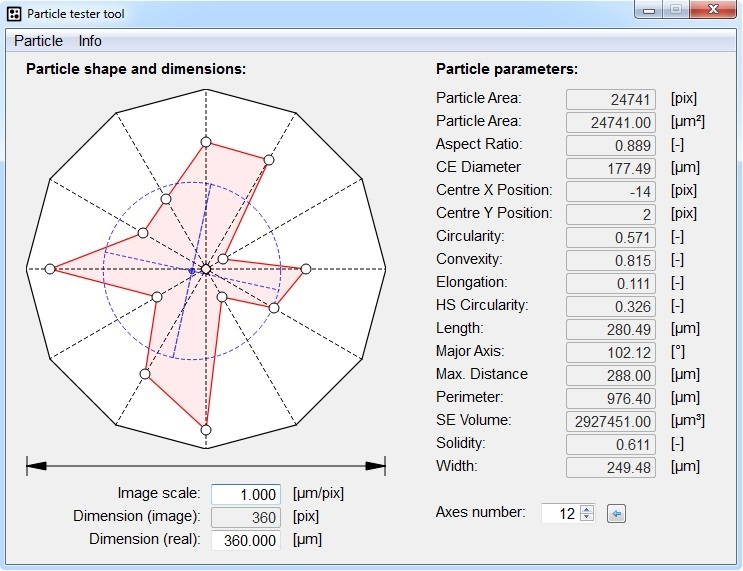 Particle tester tool
Particle Info
Particle shape and dimensions:
Image scale: 1.000 [µm/pix]
Dimension (image): 360 [pix]
Dimension (real): 360.000 [µm]
Particle parameters:
Particle Area: 24741 [pix]
Particle Area: 24741.00 [µm²]
Aspect Ratio: 0.889 [-]
CE Diameter 177.49 [µm]
Centre X Position: -14 [pix]
Centre Y Position: 2 [pix]
Circularity: 0.571 [-]
Convexity: 0.815 [-]
Elongation: 0.111 [-]
HS Circularity: 0.326 [-]
Length: 280.49 [µm]
Major Axis: 102.12 [°]
Max. Distance 288.00 [µm]
Perimeter: 976.40 [µm]
SE Volume: 2927451.00 [µm³]
Solidity: 0.611 [-]
Width: 249.48 [µm]
Axes number: 12